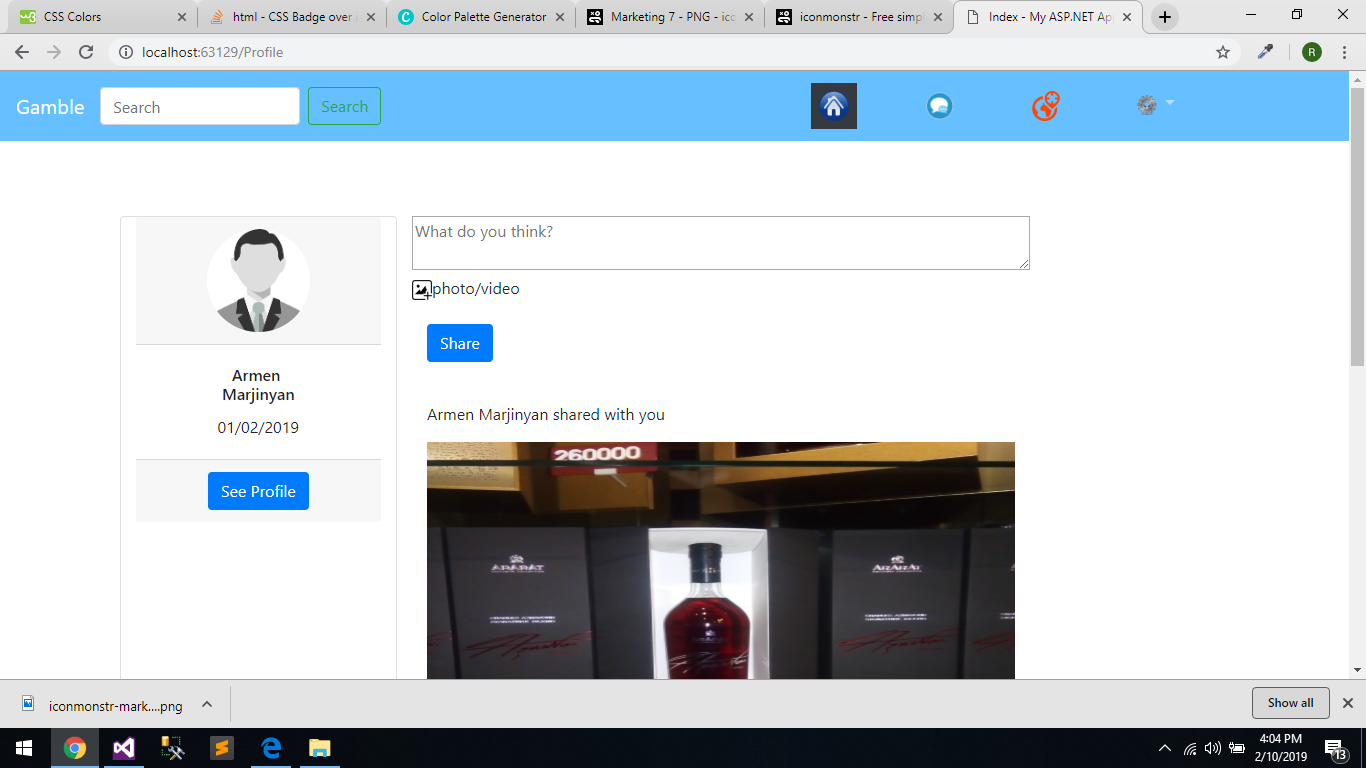 CSS Colors
html - CSS Badge over
Color Palette Generator
Marketing 7 - PNG - ico
iconmonstr - Free simpl
Index - My ASP.NET App
localhost:63129/Profile
R
Gamble
Search
Search
What do you think?
photo/video
Share
Armen
Marjinyan
01/02/2019
See Profile
Armen Marjinyan shared with you
260000
ARARAT
ARARAT
iconmonstr-mark....png
Show all
4:04 PM
2/10/2019
13